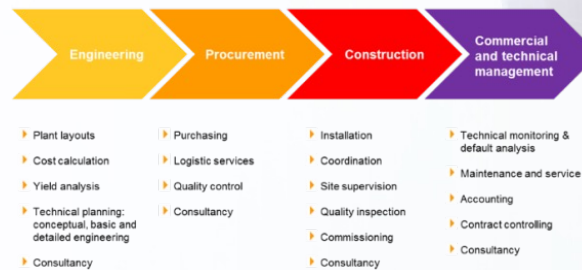 Engineering
Procurement
Construction
Commercial
and technical
management
Plant layouts
Cost calculation
Yield analysis
Technical planning:
conceptual, basic and
detailed engineering
Consultancy
Purchasing
Logistic services
Quality control
Consultancy
Installation
Coordination
Site supervision
Quality inspection
Commissioning
Consultancy
Technical monitoring &
default analysis
Maintenance and service
Accounting
Contract controlling
Consultancy